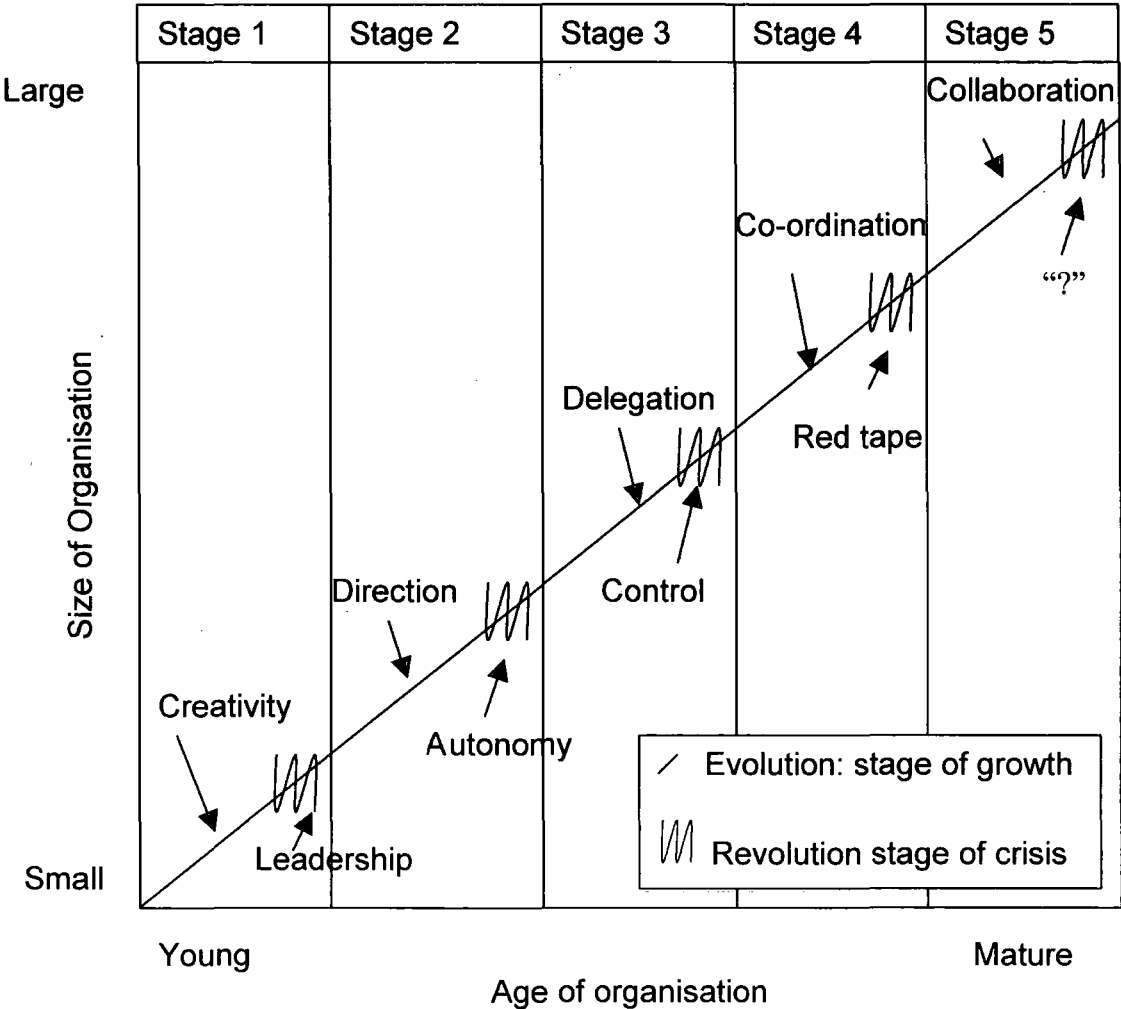 Stage 1
Stage 2
Stage 3
Stage 4
Stage 5
Large
Collaboration
Co-ordination
“?”
Delegation
Red tape
Size of Organisation
Direction
Control
Creativity
Autonomy
Evolution: stage of growth
Leadership
Revolution stage of crisis
Small
Young
Mature
Age of organisation